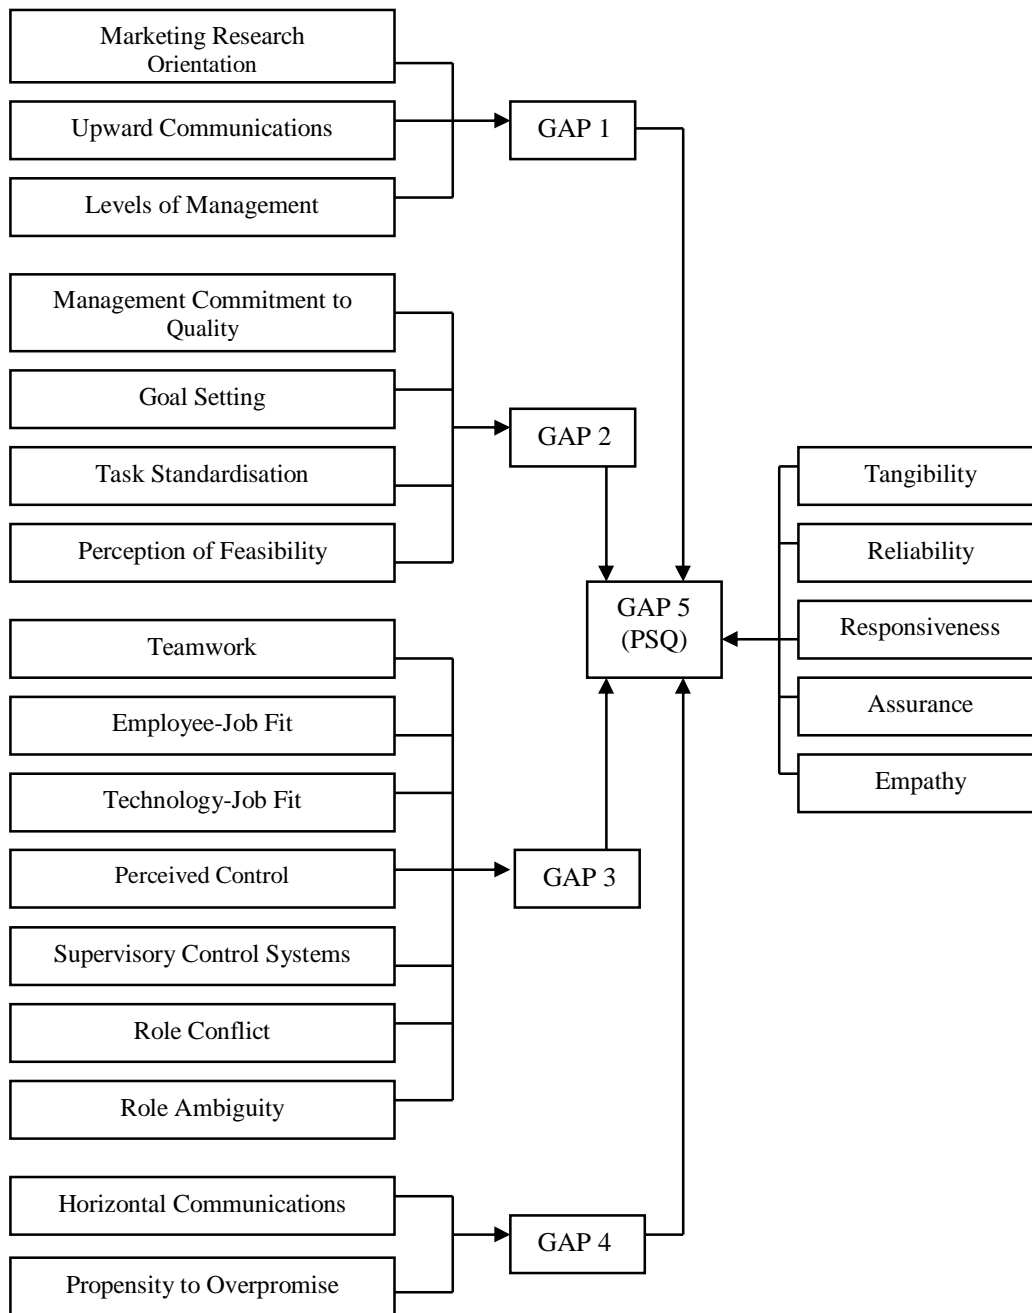 Marketing Research
Orientation
Upward Communications
Levels of Management
GAP 1
Management Commitment to
Quality
Goal Setting
Task Standardisation
Perception of Feasibility
GAP 2
Teamwork
Employee-Job Fit
Technology-Job Fit
Perceived Control
Supervisory Control Systems
Role Conflict
Role Ambiguity
GAP 3
Horizontal Communications
Propensity to Overpromise
GAP 4
GAP 5
(PSQ)
Tangibility
Reliability
Responsiveness
Assurance
Empathy